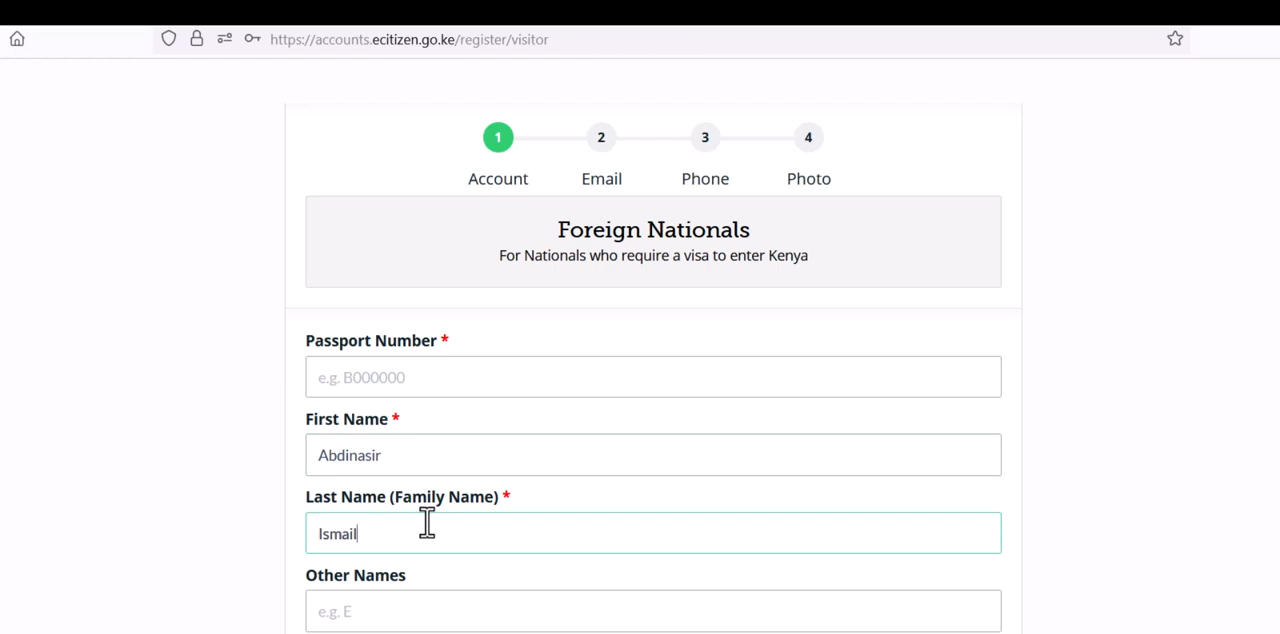 https://accounts.ecitizen.go.ke/register/visitor
1 2 3 4
Account Email Phone Photo
Foreign Nationals
For Nationals who require a visa to enter Kenya
Passport Number *
e.g. B000000
First Name *
Abdinasir
Last Name (Family Name) *
Ismail
Other Names
e.g. E